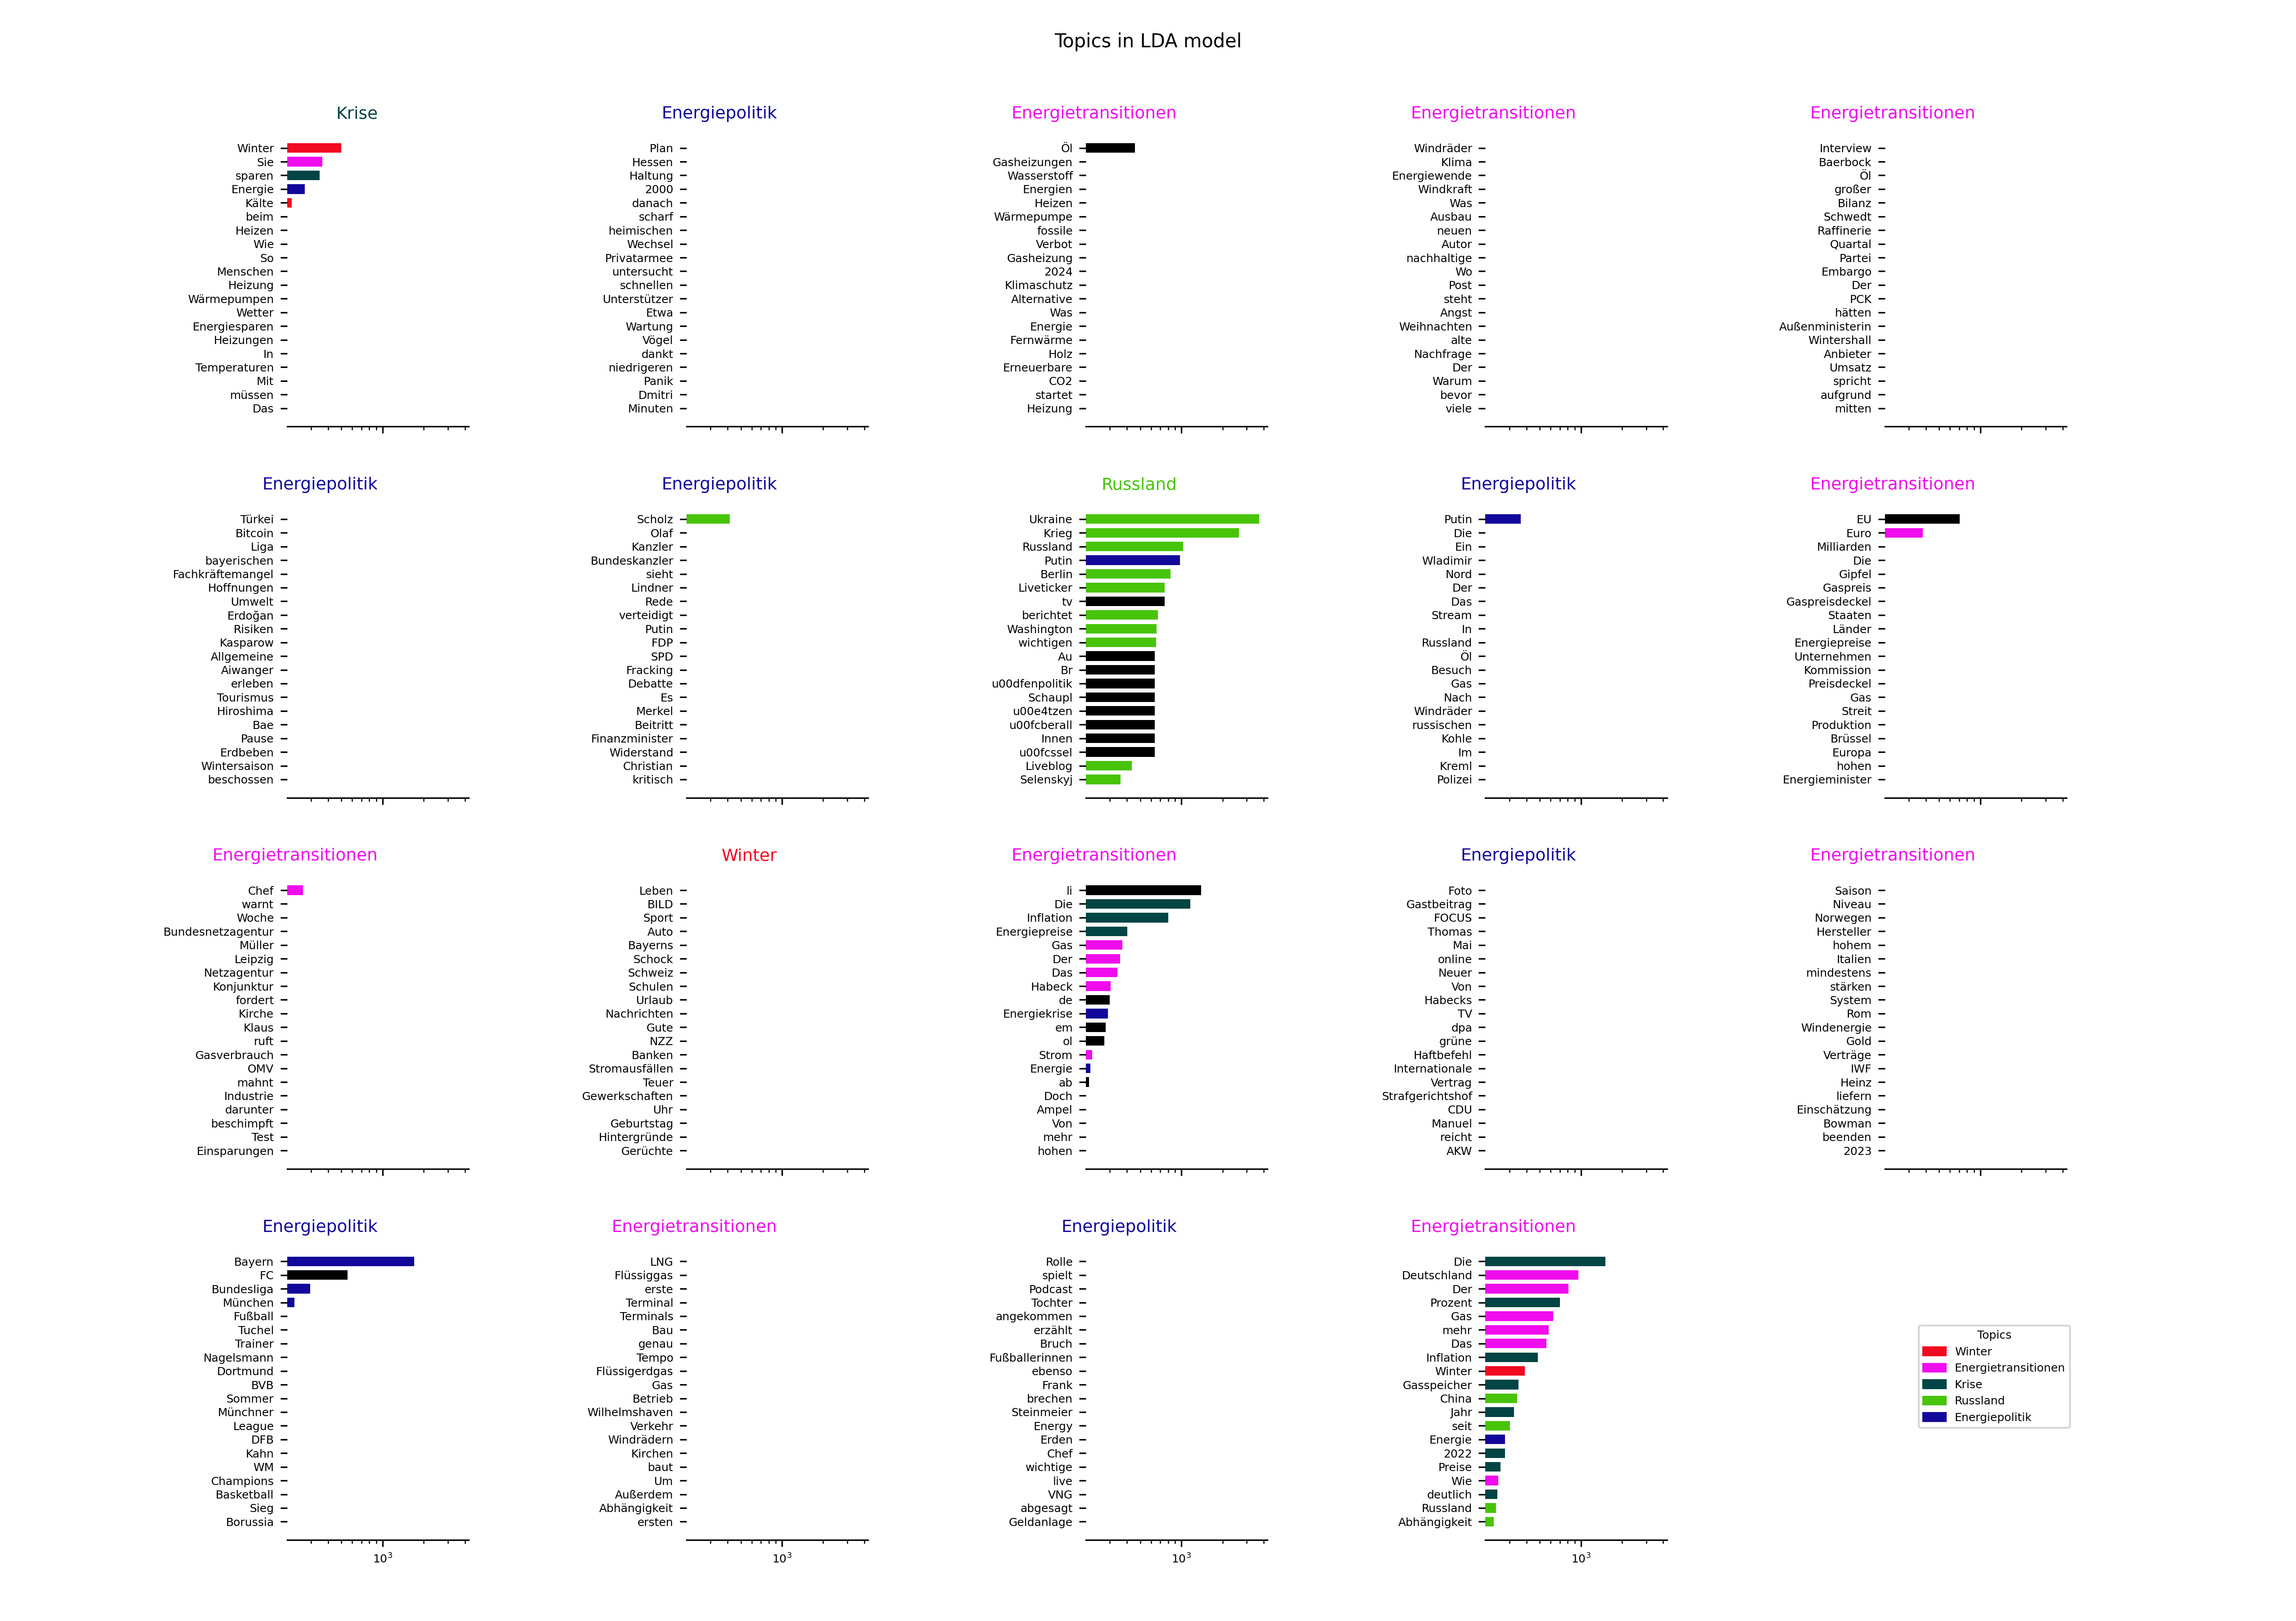 Topics in LDA model
Krise
Winter
Sie
sparen
Energie
Kälte
beim
Heizen
Wie
So
Menschen
Heizung
Wärmepumpen
Wetter
Energiesparen
Heizungen
In
Temperaturen
Mit
müssen
Das
Energiepolitik
Plan
Hessen
Haltung
2000
danach
scharf
heimischen
Wechsel
Privatarmee
untersucht
schnellen
Unterstützer
Etwa
Wartung
Vögel
dankt
niedrigeren
Panik
Dmitri
Minuten
Energietransitionen
Öl
Gasheizungen
Wasserstoff
Energien
Heizen
Wärmepumpe
fossile
Verbot
Gasheizung
2024
Klimaschutz
Alternative
Was
Energie
Fernwärme
Holz
Erneuerbare
CO2
startet
Heizung
Energietransitionen
Windräder
Klima
Energiewende
Windkraft
Was
Ausbau
neuen
Autor
nachhaltige
Wo
Post
steht
Angst
Weihnachten
alte
Nachfrage
Der
Warum
bevor
viele
Energietransitionen
Interview
Baerbock
Öl
großer
Bilanz
Schwedt
Raffinerie
Quartal
Partei
Embargo
Der
PCK
hätten
Außenministerin
Wintershall
Anbieter
Umsatz
spricht
aufgrund
mitten
Energiepolitik
Türkei
Bitcoin
Liga
bayerischen
Fachkräftemangel
Hoffnungen
Umwelt
Erdoğan
Risiken
Kasparow
Allgemeine
Aiwanger
erleben
Tourismus
Hiroshima
Bae
Pause
Erdbeben
Wintersaison
beschossen
Energiepolitik
Scholz
Olaf
Kanzler
Bundeskanzler
sieht
Lindner
Rede
verteidigt
Putin
FDP
SPD
Fracking
Debatte
Es
Merkel
Beitritt
Finanzminister
Widerstand
Christian
kritisch
Russland
Ukraine
Krieg
Russland
Putin
Berlin
Liveticker
tv
berichtet
Washington
wichtigen
Au
Br
u00dfenpolitik
Schaupl
u00e4tzen
u00fcberall
Innen
u00fcssel
Liveblog
Selenskyj
Energiepolitik
Putin
Die
Ein
Wladimir
Nord
Der
Das
Stream
In
Russland
Öl
Besuch
Gas
Nach
Windräder
russischen
Kohle
Im
Kreml
Polizei
Energietransitionen
EU
Euro
Milliarden
Die
Gipfel
Gaspreis
Gaspreisdeckel
Staaten
Länder
Energiepreise
Unternehmen
Kommission
Preisdeckel
Gas
Streit
Produktion
Brüssel
Europa
hohen
Energieminister
Energietransitionen
Chef
warnt
Woche
Bundesnetzagentur
Müller
Leipzig
Netzagentur
Konjunktur
fordert
Kirche
Klaus
ruft
Gasverbrauch
OMV
mahnt
Industrie
darunter
beschimpft
Test
Einsparungen
Winter
Leben
BILD
Sport
Auto
Bayerns
Schock
Schweiz
Schulen
Urlaub
Nachrichten
Gute
NZZ
Banken
Stromausfällen
Teuer
Gewerkschaften
Uhr
Geburtstag
Hintergründe
Gerüchte
Energietransitionen
li
Die
Inflation
Energiepreise
Gas
Der
Das
Habeck
de
Energiekrise
em
ol
Strom
Energie
ab
Doch
Ampel
Von
mehr
hohen
Energiepolitik
Foto
Gastbeitrag
FOCUS
Thomas
Mai
online
Neuer
Von
Habecks
TV
dpa
grüne
Haftbefehl
Internationale
Vertrag
Strafgerichtshof
CDU
Manuel
reicht
AKW
Energietransitionen
Saison
Niveau
Norwegen
Hersteller
hohem
Italien
mindestens
stärken
System
Rom
Windenergie
Gold
Verträge
IWF
Heinz
liefern
Einschätzung
Bowman
beenden
2023
Energiepolitik
Bayern
FC
Bundesliga
München
Fußball
Tuchel
Trainer
Nagelsmann
Dortmund
BVB
Sommer
Münchner
League
DFB
Kahn
WM
Champions
Basketball
Sieg
Borussia
10³
Energietransitionen
LNG
Flüssiggas
erste
Terminal
Terminals
Bau
genau
Tempo
Flüssigerdgas
Gas
Betrieb
Wilhelmshaven
Verkehr
Windrädern
Kirchen
baut
Um
Außerdem
Abhängigkeit
ersten
10³
Energiepolitik
Rolle
spielt
Podcast
Tochter
angekommen
erzählt
Bruch
Fußballerinnen
ebenso
Frank
brechen
Steinmeier
Energy
Erden
Chef
wichtige
live
VNG
abgesagt
Geldanlage
10³
Energietransitionen
Die
Deutschland
Der
Prozent
Gas
mehr
Das
Inflation
Winter
Gasspeicher
China
Jahr
seit
Energie
2022
Preise
Wie
deutlich
Russland
Abhängigkeit
10³
Topics
Winter
Energietransitionen
Krise
Russland
Energiepolitik